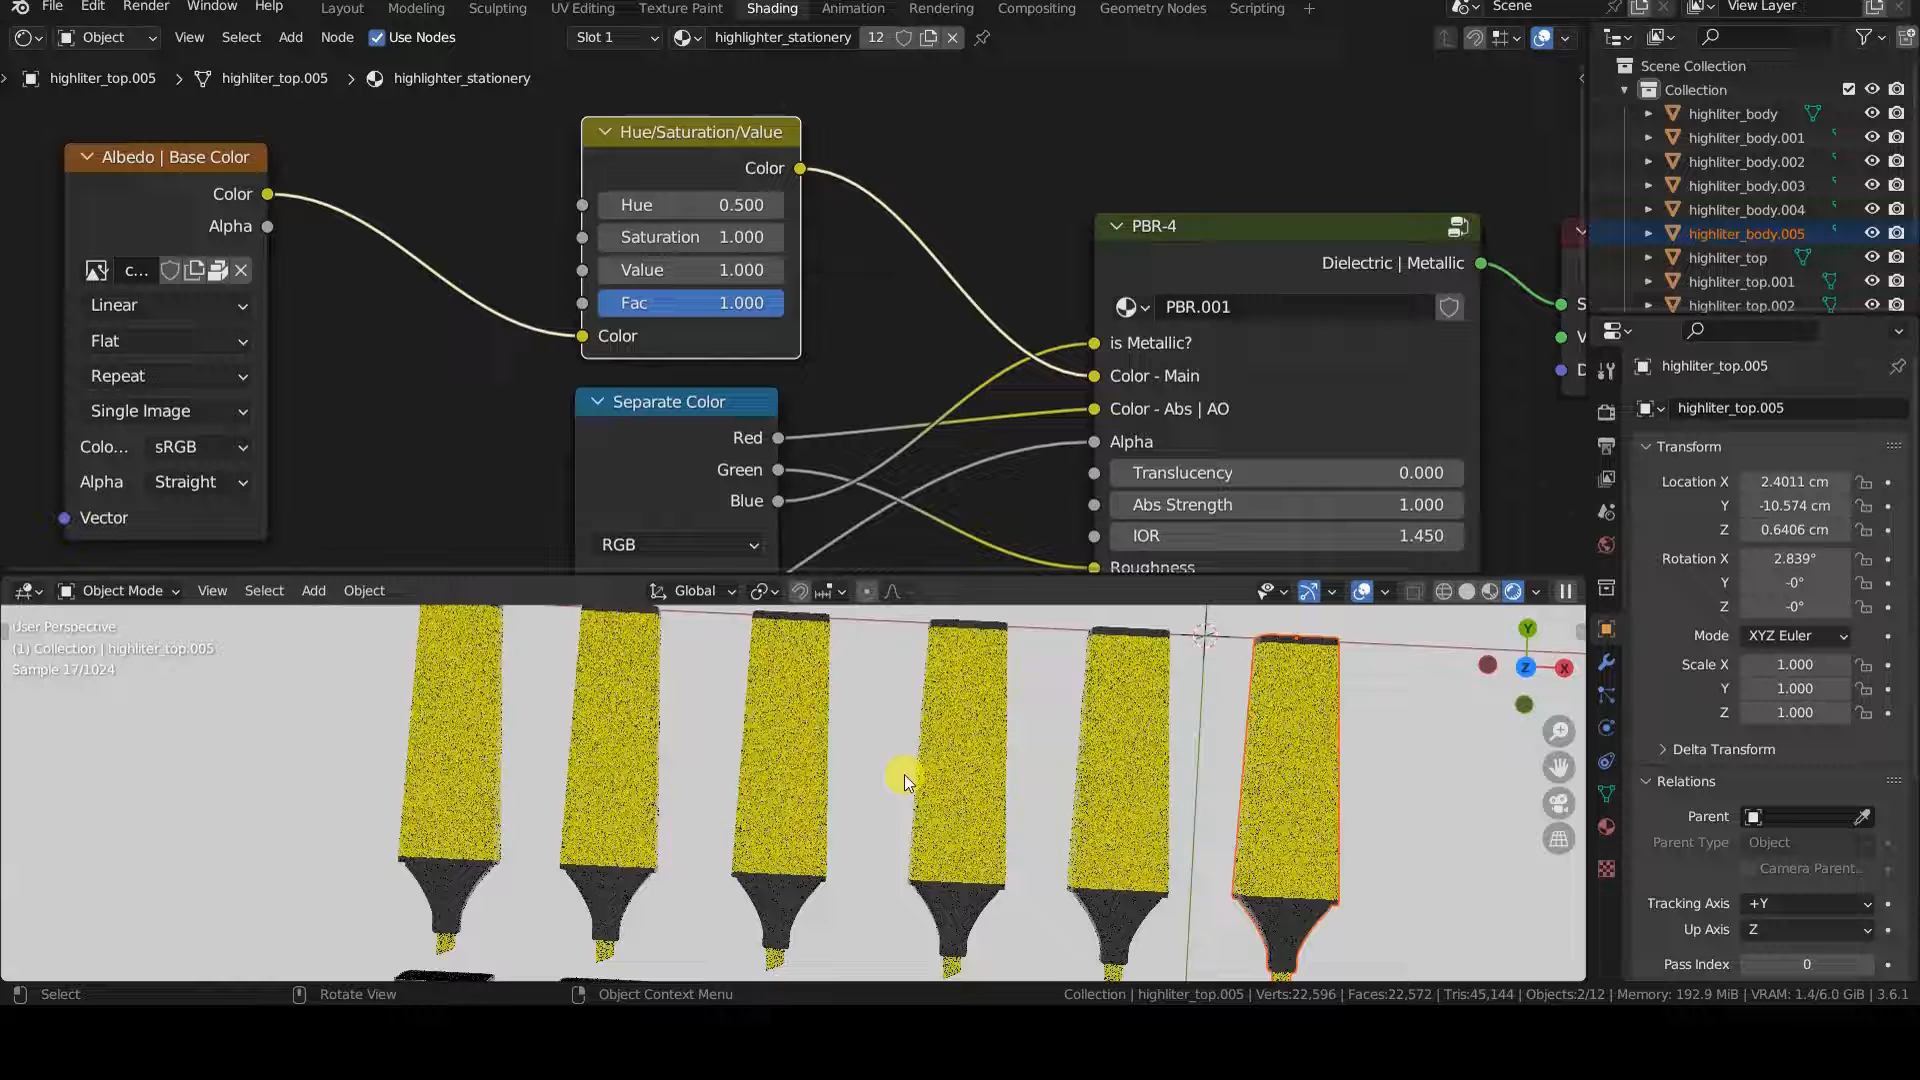 File Edit Render Window Help Layout Modeling Sculpting UV Editing Texture Paint Shading Animation Rendering Compositing Geometry Nodes Scripting + Scene View Layer
Object View Select Add Node Use Nodes Slot 1 highlighter_stationery 12
highliter_top.005 > highliter_top.005 > highlighter_stationery
Scene Collection
Collection
highliter_body
highliter_body.001
highliter_body.002
highliter_body.003
highliter_body.004
highliter_body.005
highliter_top
highliter_top.001
highliter_top.002
Albedo | Base Color
Color
Alpha
c...
Linear
Flat
Repeat
Single Image
Colo... sRGB
Alpha Straight
Vector
Hue/Saturation/Value
Color
Hue 0.500
Saturation 1.000
Value 1.000
Fac 1.000
Color
Separate Color
Red
Green
Blue
RGB
PBR-4
Dielectric | Metallic
PBR.001
is Metallic?
Color - Main
Color - Abs | AO
Alpha
Translucency 0.000
Abs Strength 1.000
IOR 1.450
Roughness
S
V
D
highliter_top.005
highliter_top.005
Transform
Location X 2.4011 cm
Y -10.574 cm
Z 0.6406 cm
Rotation X 2.839°
Y -0°
Z -0°
Mode XYZ Euler
Scale X 1.000
Y 1.000
Z 1.000
Delta Transform
Relations
Parent
Parent Type Object
Camera Parent...
Tracking Axis +Y
Up Axis Z
Pass Index 0
Object Mode View Select Add Object Global
User Perspective
(1) Collection | highliter_top.005
Sample 17/1024
Y
Z
X
Select Rotate View Object Context Menu Collection | highliter_top.005 | Verts:22,596 | Faces:22,572 | Tris:45,144 | Objects:2/12 | Memory: 192.9 MiB | VRAM: 1.4/6.0 GiB | 3.6.1